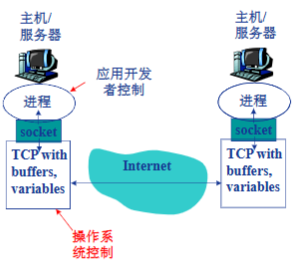 主机/
服务器
进程
socket
TCP with
buffers,
variables
应用开发
者控制
Internet
操作系
统控制
主机/
服务器
进程
socket
TCP with
buffers,
variables